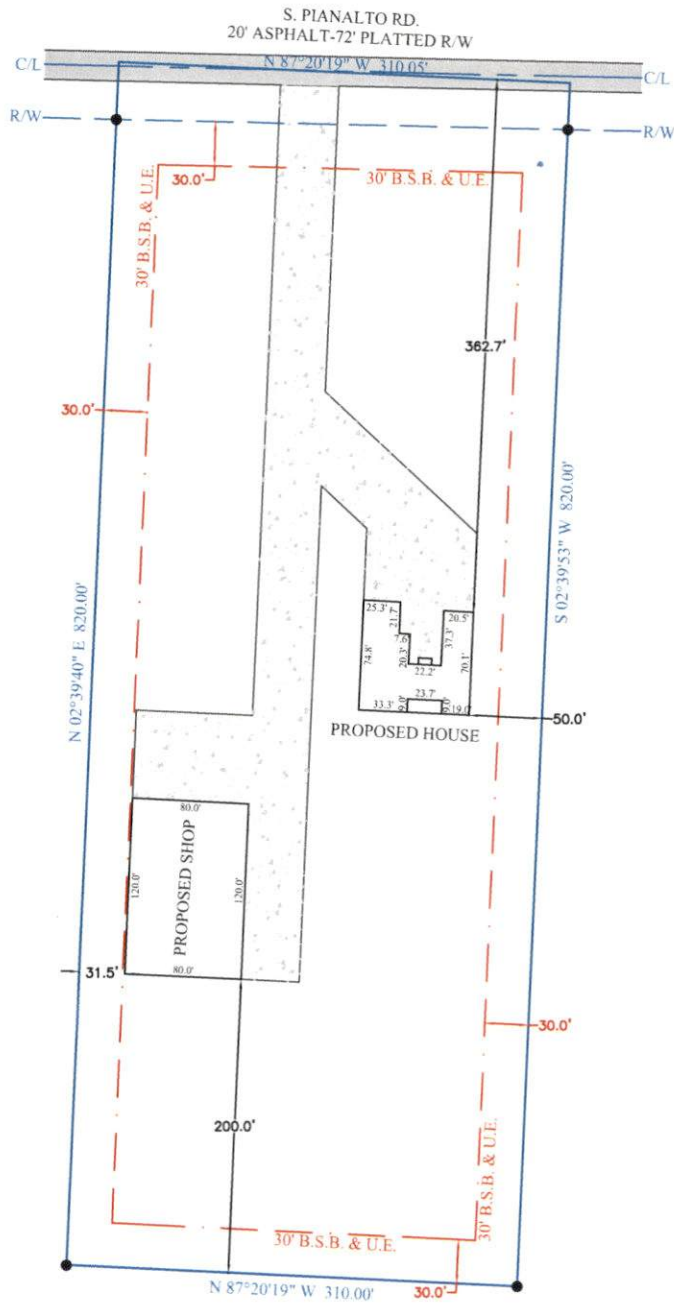 S. PIANALTO RD.
20' ASPHALT-72' PLATTED R/W
C/L
N 87°20'19" W 310.05'
C/L
R/W
R/W
30.0'
30' B.S.B. & U.E.
30' B.S.B. & U.E.
362.7'
30.0'
S 02°39'53" W 820.00'
N 02°39'40" E 820.00'
25.3'
21.7'
20.5'
7.6'
37.3'
74.8'
20.3'
70.1'
22.2'
23.7'
33.3'
9.0'
9.0'
19.0'
50.0'
PROPOSED HOUSE
80.0'
PROPOSED SHOP
120.0'
120.0'
80.0'
31.5'
30.0'
200.0'
30' B.S.B. & U.E.
30' B.S.B. & U.E.
N 87°20'19" W 310.00'
30.0'